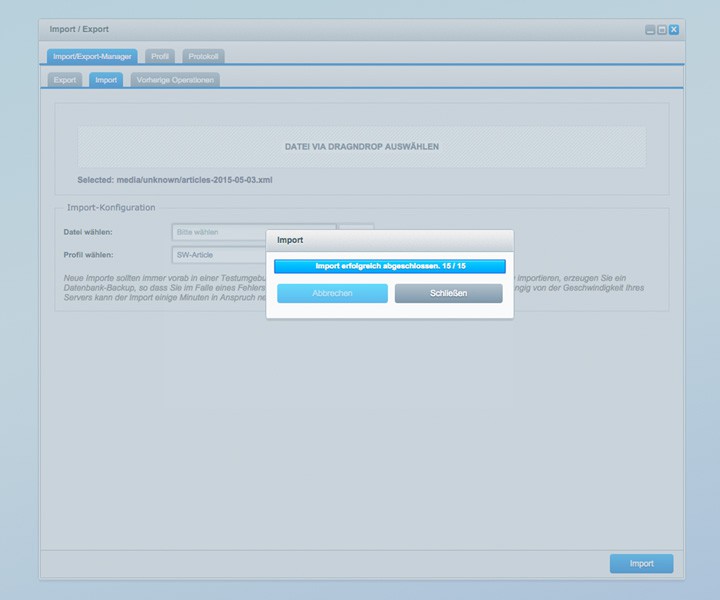 Import / Export
Import/Export-Manager Profil Protokoll
Export Import Vorherige Operationen
DATEI VIA DRAGNDROP AUSWÄHLEN
Selected: media/unknown/articles-2015-05-03.xml
Import-Konfiguration
Datei wählen: Bitte wählen
Profil wählen: SW-Article
Neue Importe sollten immer vorab in einer Testumgebu importieren, erzeugen Sie ein
Datenbank-Backup, so dass Sie im Falle eines Fehlers ngig von der Geschwindigkeit Ihres
Servers kann der Import einige Minuten in Anspruch ne
Import
Import erfolgreich abgeschlossen. 15 / 15
Abbrechen Schließen
Import